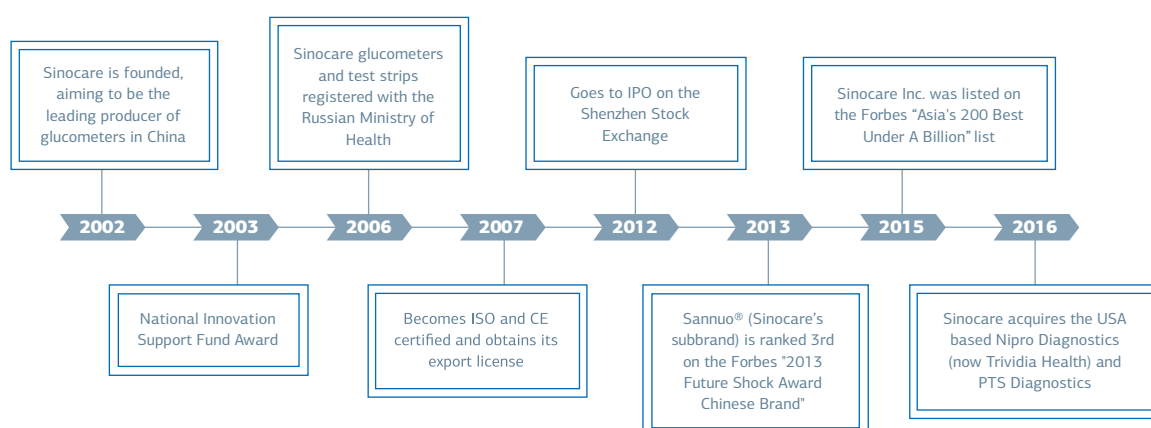 Sinocare is founded,
aiming to be the
leading producer of
glucometers in China
Sinocare glucometers
and test strips
registered with the
Russian Ministry of
Health
Goes to IPO on the
Shenzhen Stock
Exchange
Sinocare Inc. was listed on
the Forbes “Asia's 200 Best
Under A Billion” list
2002
2003
2006
2007
2012
2013
2015
2016
National Innovation
Support Fund Award
Becomes ISO and CE
certified and obtains its
export license
Sannuo® (Sinocare’s
subbrand) is ranked 3rd
on the Forbes "2013
Future Shock Award
Chinese Brand"
Sinocare acquires the USA
based Nipro Diagnostics
(now Trividia Health) and
PTS Diagnostics